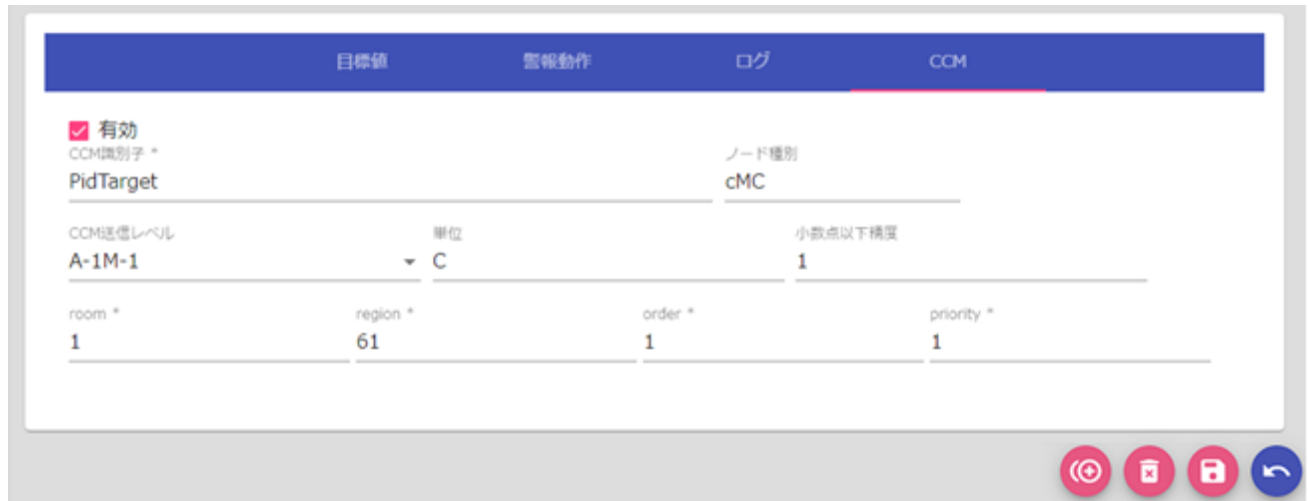 目標値 警報動作 ログ CCM
有効
CCM識別子 * ノード種別
PidTarget cMC
CCM送信レベル 単位 小数点以下精度
A-1M-1 C 1
room * region * order * priority *
1 61 1 1